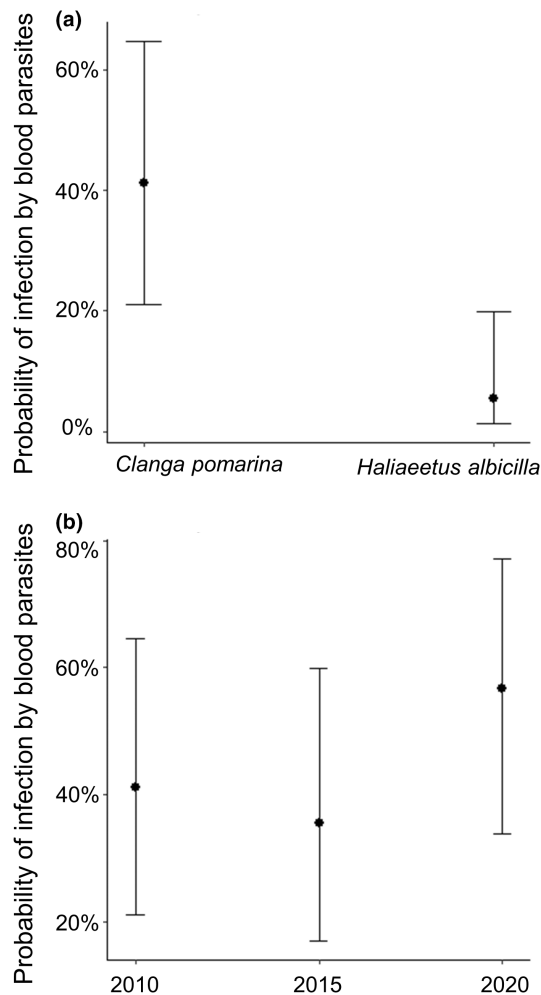 (a)
Probability of infection by blood parasites
60%
40%
20%
0%
Clanga pomarina
Haliaeetus albicilla
(b)
Probability of infection by blood parasites
80%
60%
40%
20%
2010
2015
2020